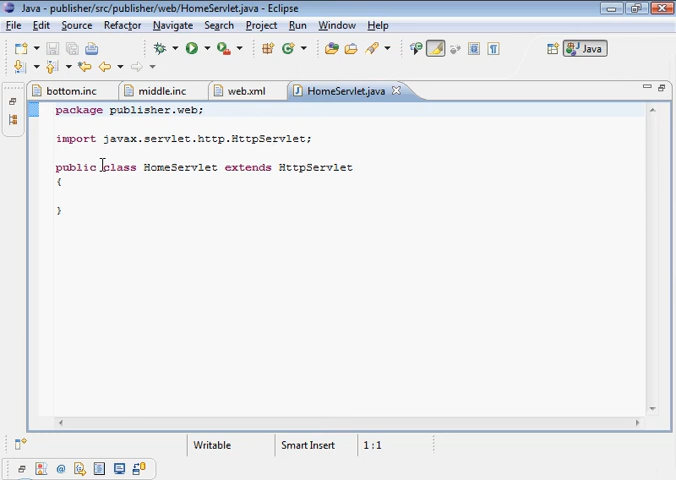 Java - publisher/src/publisher/web/HomeServlet.java - Eclipse
File Edit Source Refactor Navigate Search Project Run Window Help
Java
bottom.inc middle.inc web.xml HomeServlet.java
package publisher.web;
import javax.servlet.http.HttpServlet;
public class HomeServlet extends HttpServlet
{
}
Writable Smart Insert 1 : 1